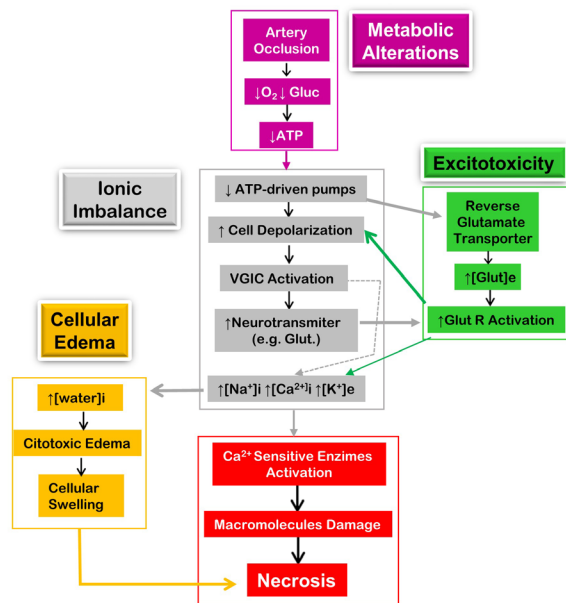 Metabolic
Alterations
Artery
Occlusion
↓O₂ ↓ Gluc
↓ATP
Ionic
Imbalance
↓ ATP-driven pumps
↑ Cell Depolarization
VGIC Activation
↑Neurotransmiter
(e.g. Glut.)
↑[Na⁺]i ↑[Ca²⁺]i ↑[K⁺]e
Excitotoxicity
Reverse
Glutamate
Transporter
↑[Glut]e
↑Glut R Activation
Cellular
Edema
↑[water]i
Citotoxic Edema
Cellular
Swelling
Ca²⁺ Sensitive Enzimes
Activation
Macromolecules Damage
Necrosis